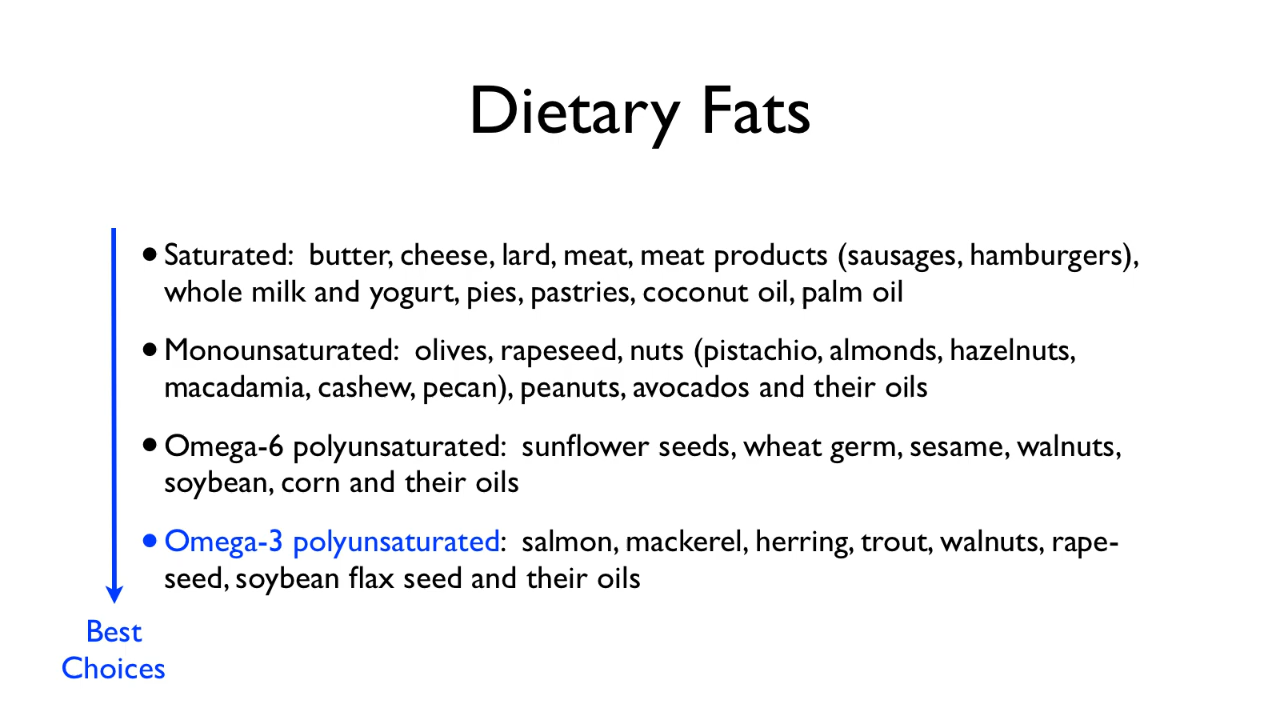 Dietary Fats
• Saturated:  butter, cheese, lard, meat, meat products (sausages, hamburgers),
whole milk and yogurt, pies, pastries, coconut oil, palm oil
• Monounsaturated:  olives, rapeseed, nuts (pistachio, almonds, hazelnuts,
macadamia, cashew, pecan), peanuts, avocados and their oils
• Omega-6 polyunsaturated:  sunflower seeds, wheat germ, sesame, walnuts,
soybean, corn and their oils
• Omega-3 polyunsaturated:  salmon, mackerel, herring, trout, walnuts, rape-
seed, soybean flax seed and their oils
Best
Choices